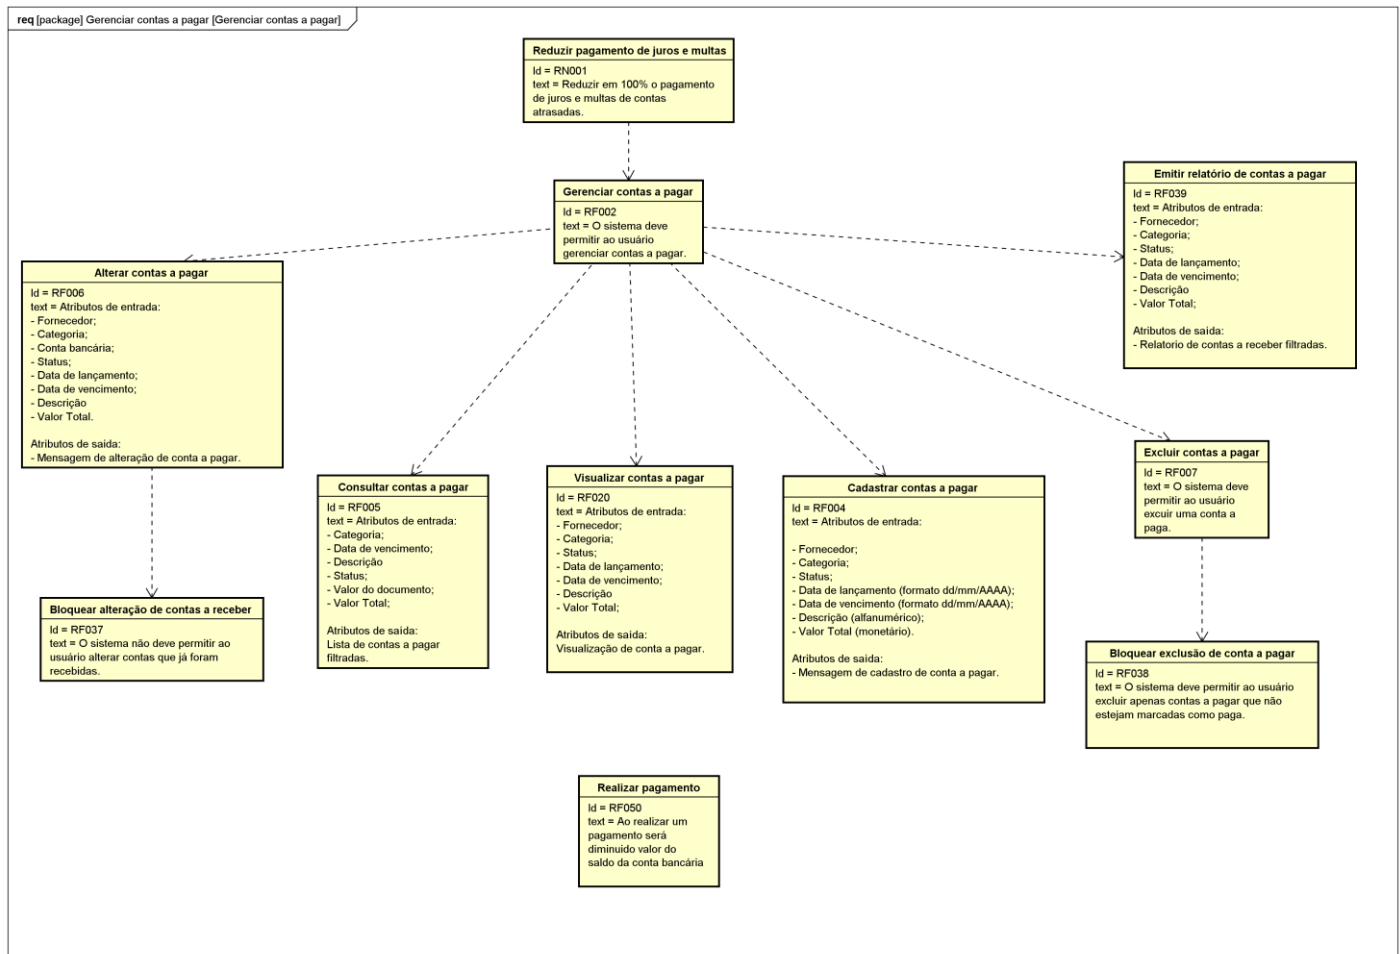 req [package] Gerenciar contas a pagar [Gerenciar contas a pagar]
Reduzir pagamento de juros e multas
Id = RN001
text = Reduzir em 100% o pagamento
de juros e multas de contas
atrasadas.
Gerenciar contas a pagar
Id = RF002
text = O sistema deve
permitir ao usuário
gerenciar contas a pagar.
Emitir relatório de contas a pagar
Id = RF039
text = Atributos de entrada:
- Fornecedor;
- Categoria;
- Status;
- Data de lançamento;
- Data de vencimento;
- Descrição
- Valor Total;
Atributos de saída:
- Relatorio de contas a receber filtradas.
Alterar contas a pagar
Id = RF006
text = Atributos de entrada:
- Fornecedor;
- Categoria;
- Conta bancária;
- Status;
- Data de lançamento;
- Data de vencimento;
- Descrição
- Valor Total.
Atributos de saida:
- Mensagem de alteração de conta a pagar.
Consultar contas a pagar
Id = RF005
text = Atributos de entrada:
- Categoria;
- Data de vencimento;
- Descrição
- Status;
- Valor do documento;
- Valor Total;
Atributos de saída:
Lista de contas a pagar
filtradas.
Visualizar contas a pagar
Id = RF020
text = Atributos de entrada:
- Fornecedor;
- Categoria;
- Status;
- Data de lançamento;
- Data de vencimento;
- Descrição
- Valor Total;
Atributos de saída:
Visualização de conta a pagar.
Cadastrar contas a pagar
Id = RF004
text = Atributos de entrada:
- Fornecedor;
- Categoria;
- Status;
- Data de lançamento (formato dd/mm/AAAA);
- Data de vencimento (formato dd/mm/AAAA);
- Descrição (alfanumérico);
- Valor Total (monetário).
Atributos de saída:
- Mensagem de cadastro de conta a pagar.
Excluir contas a pagar
Id = RF007
text = O sistema deve
permitir ao usuário
excuir uma conta a
paga.
Bloquear alteração de contas a receber
Id = RF037
text = O sistema não deve permitir ao
usuário alterar contas que já foram
recebidas.
Bloquear exclusão de conta a pagar
Id = RF038
text = O sistema deve permitir ao usuário
excluir apenas contas a pagar que não
estejam marcadas como paga.
Realizar pagamento
Id = RF050
text = Ao realizar um
pagamento será
diminuido valor do
saldo da conta bancária